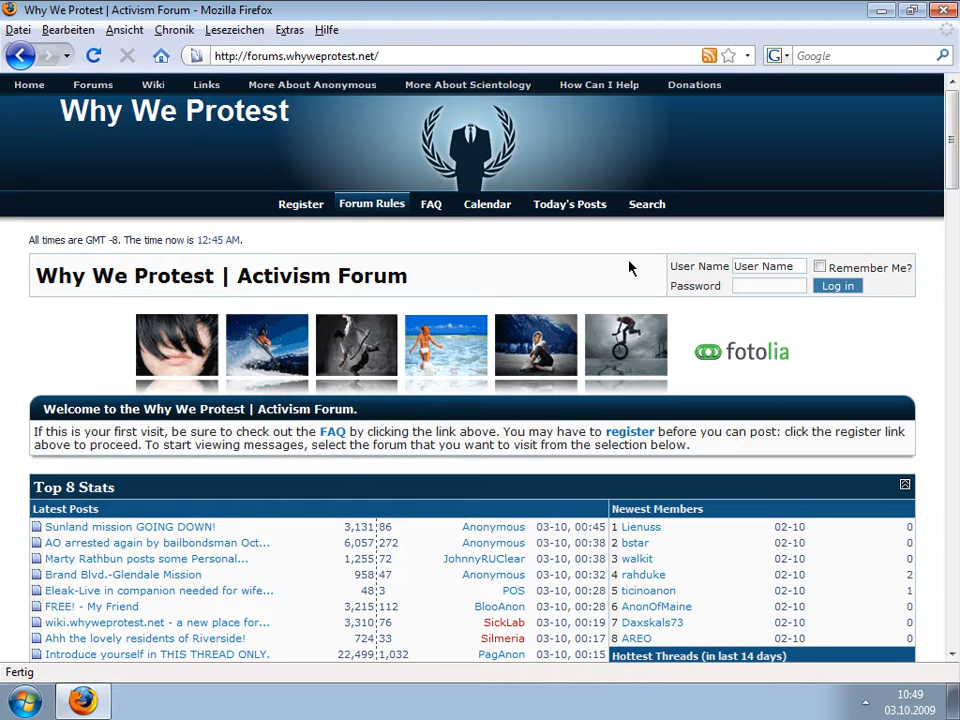 Why We Protest | Activism Forum - Mozilla Firefox
Datei Bearbeiten Ansicht Chronik Lesezeichen Extras Hilfe
http://forums.whyweprotest.net/
Google
Home Forums Wiki Links More About Anonymous More About Scientology How Can I Help Donations
Why We Protest
Register Forum Rules FAQ Calendar Today's Posts Search
All times are GMT -8. The time now is 12:45 AM.
Why We Protest | Activism Forum
User Name User Name Remember Me?
Password Log in
fotolia
Welcome to the Why We Protest | Activism Forum.
If this is your first visit, be sure to check out the FAQ by clicking the link above. You may have to register before you can post: click the register link
above to proceed. To start viewing messages, select the forum that you want to visit from the selection below.
Top 8 Stats
Latest Posts Newest Members
Sunland mission GOING DOWN! 3,131 86 Anonymous 03-10, 00:45 1 Lienuss 02-10 0
AO arrested again by bailbondsman Oct... 6,057 272 Anonymous 03-10, 00:38 2 bstar 02-10 0
Marty Rathbun posts some Personal... 1,255 72 JohnnyRUClear 03-10, 00:38 3 walkit 02-10 0
Brand Blvd.-Glendale Mission 958 47 Anonymous 03-10, 00:32 4 rahduke 02-10 2
Eleak-Live in companion needed for wife... 48 3 POS 03-10, 00:28 5 ticinoanon 02-10 1
FREE! - My Friend 3,215 112 BlooAnon 03-10, 00:28 6 AnonOfMaine 02-10 0
wiki.whyweprotest.net - a new place for... 3,310 76 SickLab 03-10, 00:19 7 Daxskals73 02-10 0
Ahh the lovely residents of Riverside! 724 33 Silmeria 03-10, 00:17 8 AREO 02-10 0
Introduce yourself in THIS THREAD ONLY. 22,499 1,032 PagAnon 03-10, 00:15 Hottest Threads (in last 14 days)
Fertig
10:49
03.10.2009